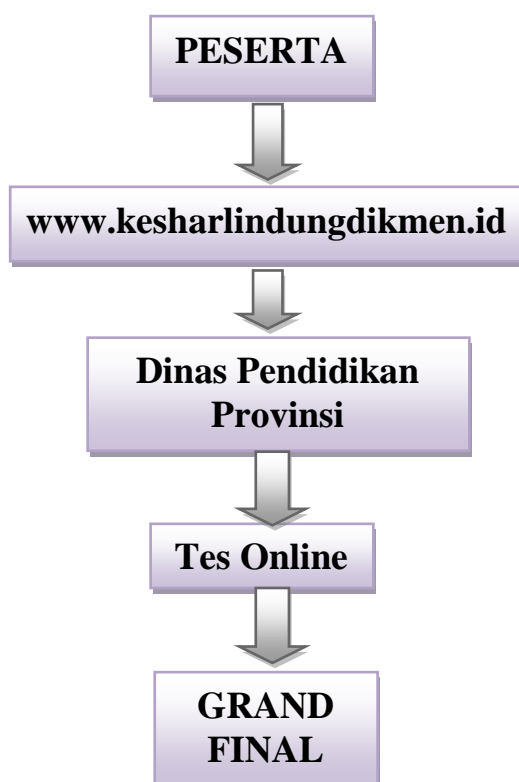 PESERTA
www.kesharlindungdikmen.id
Dinas Pendidikan
Provinsi
Tes Online
GRAND
FINAL